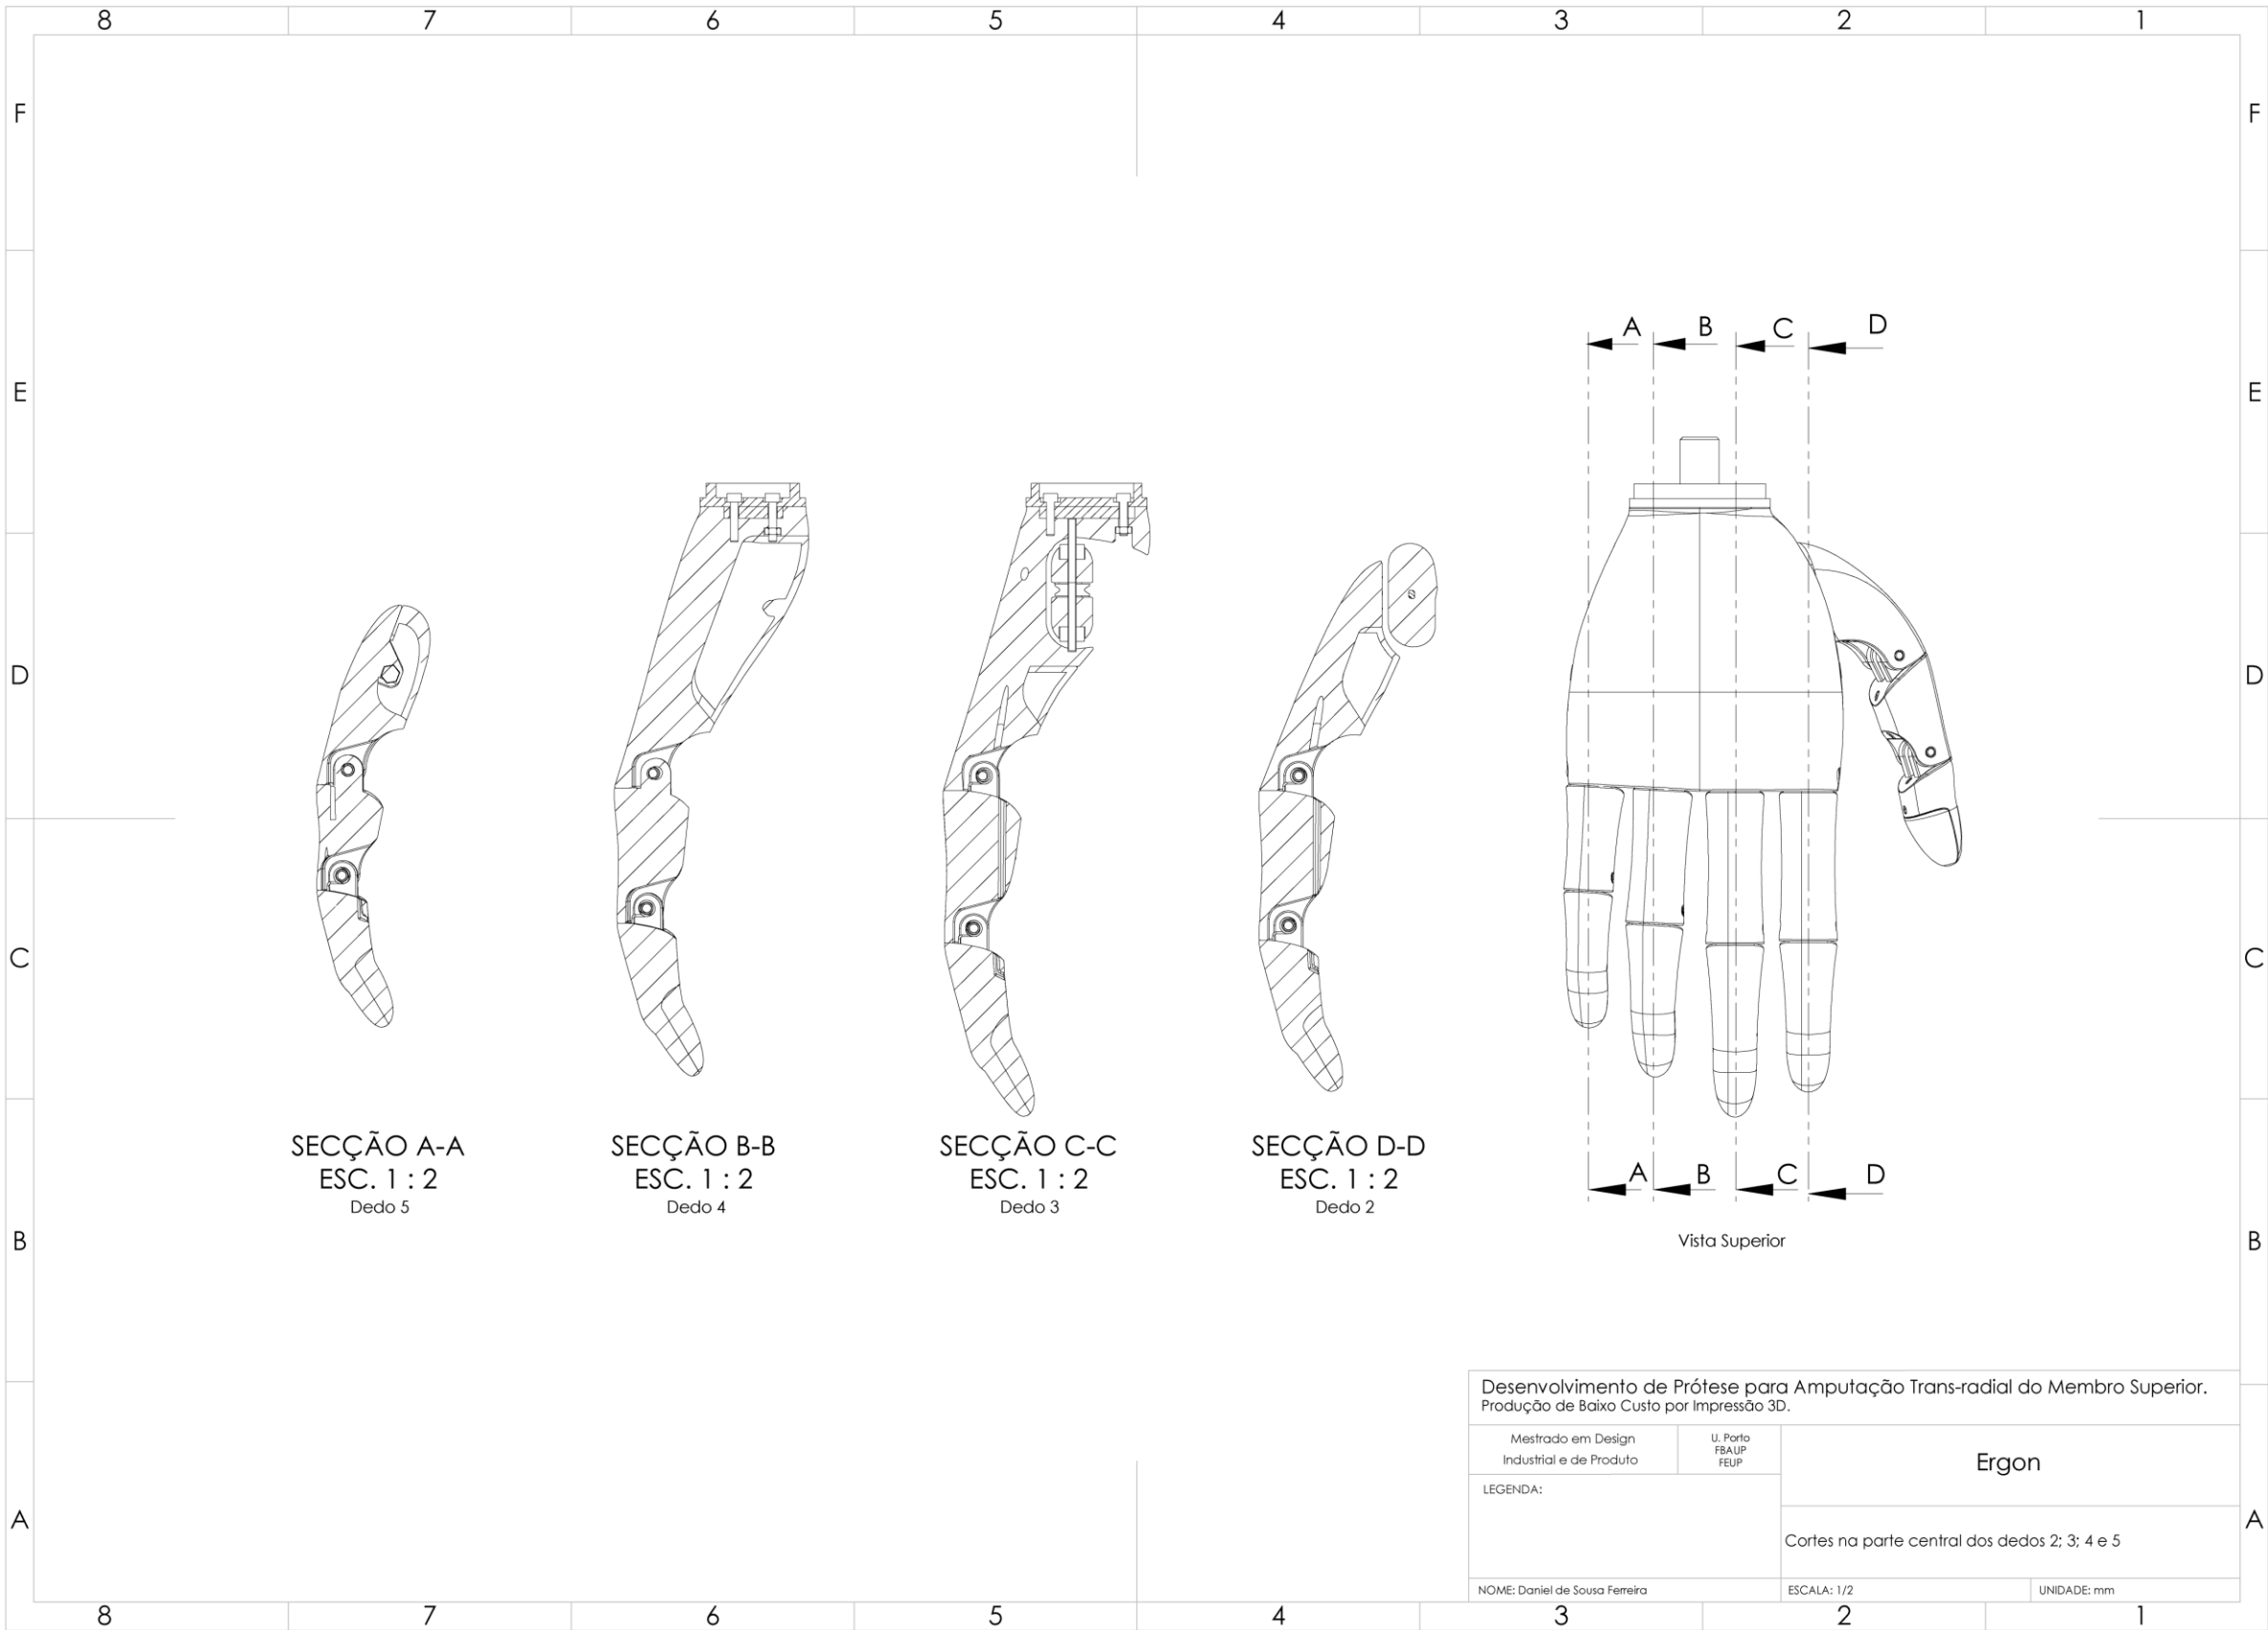 8 7 6 5 4 3 2 1
F F
A B C D
E E
D D
C C
SECÇÃO A-A
ESC. 1 : 2
Dedo 5
SECÇÃO B-B
ESC. 1 : 2
Dedo 4
SECÇÃO C-C
ESC. 1 : 2
Dedo 3
SECÇÃO D-D
ESC. 1 : 2
Dedo 2
A B C D
Vista Superior
B B
Desenvolvimento de Prótese para Amputação Trans-radial do Membro Superior.
Produção de Baixo Custo por Impressão 3D.
Mestrado em Design
Industrial e de Produto
U. Porto
FBAUP
FEUP
Ergon
LEGENDA:
A A
Cortes na parte central dos dedos 2; 3; 4 e 5
NOME: Daniel de Sousa Ferreira
ESCALA: 1/2
UNIDADE: mm
8 7 6 5 4 3 2 1